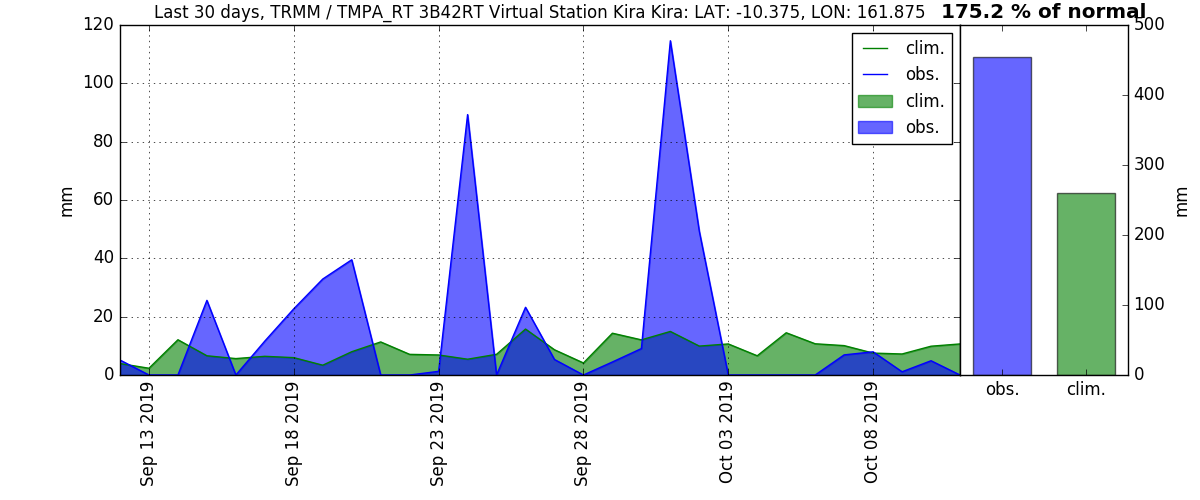 Last 30 days, TRMM / TMPA_RT 3B42RT Virtual Station Kira Kira: LAT: -10.375, LON: 161.875 175.2 % of normal
120
100
80
60
40
20
0
mm
Sep 13 2019
Sep 18 2019
Sep 23 2019
Sep 28 2019
Oct 03 2019
Oct 08 2019
clim.
obs.
clim.
obs.
500
400
300
200
100
0
mm
obs. clim.